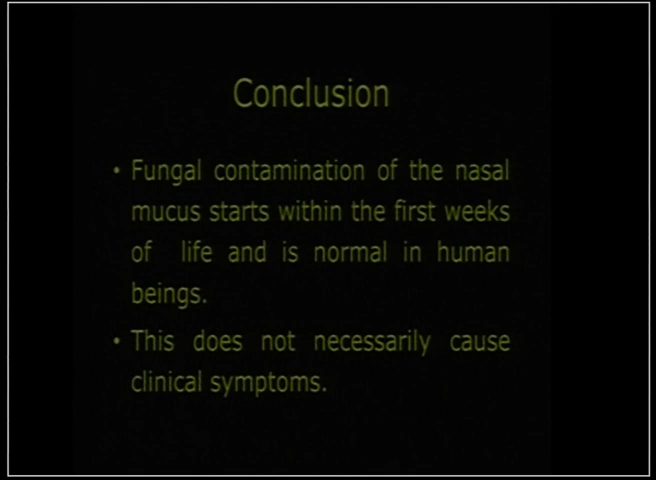 Conclusion
• Fungal contamination of the nasal
mucus starts within the first weeks
of life and is normal in human
beings.
• This does not necessarily cause
clinical symptoms.